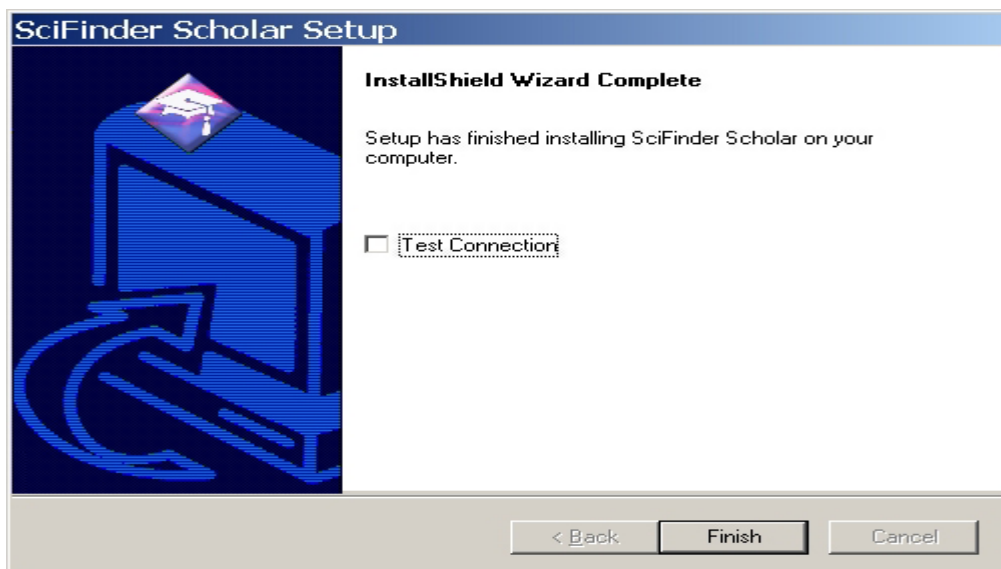 SciFinder Scholar Setup
InstallShield Wizard Complete
Setup has finished installing SciFinder Scholar on your
computer.
Test Connection
< Back
Finish
Cancel